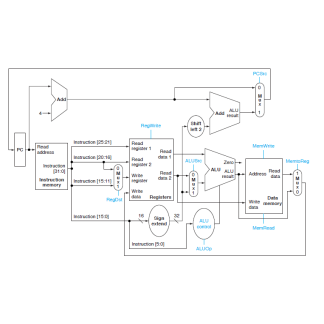 PCSrc
0
M
u
x
1
Add
4
Add
ALU
result
Shift
left 2
RegWrite
PC
Read
address
Instruction
[31:0]
Instruction
memory
Instruction [25:21]
Instruction [20:16]
Instruction [15:11]
0
M
u
x
1
RegDst
Read
register 1
Read
register 2
Write
register
Write
data
Read
data 1
Read
data 2
Registers
ALUSrc
0
M
u
x
1
Zero
ALU
ALU
result
MemWrite
Address
Read
data
Write
data
Data
memory
MemRead
MemtoReg
1
M
u
x
0
Instruction [15:0]
16
Sign
extend
32
ALU
control
ALUOp
Instruction [5:0]